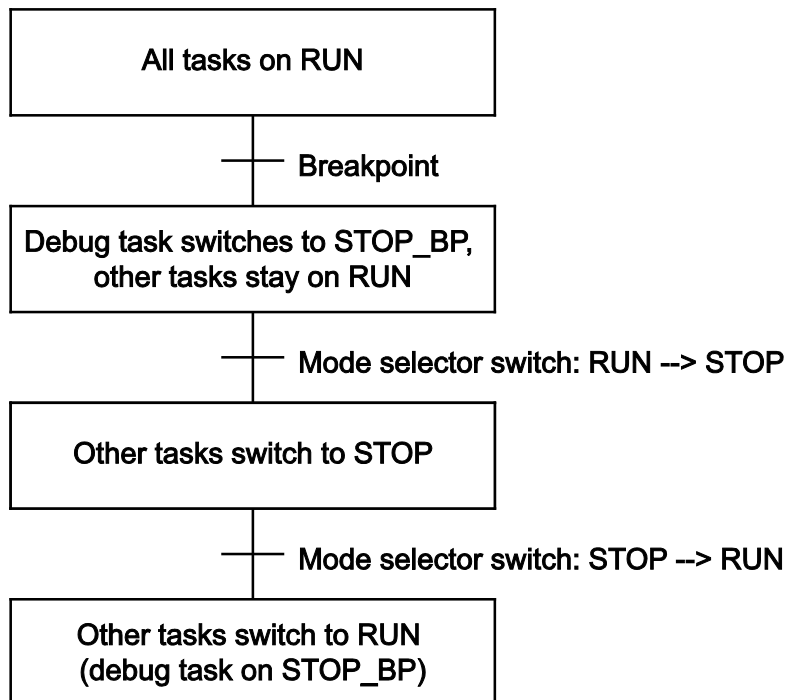 All tasks on RUN
Breakpoint
Debug task switches to STOP_BP,
other tasks stay on RUN
Mode selector switch: RUN --> STOP
Other tasks switch to STOP
Mode selector switch: STOP --> RUN
Other tasks switch to RUN
(debug task on STOP_BP)